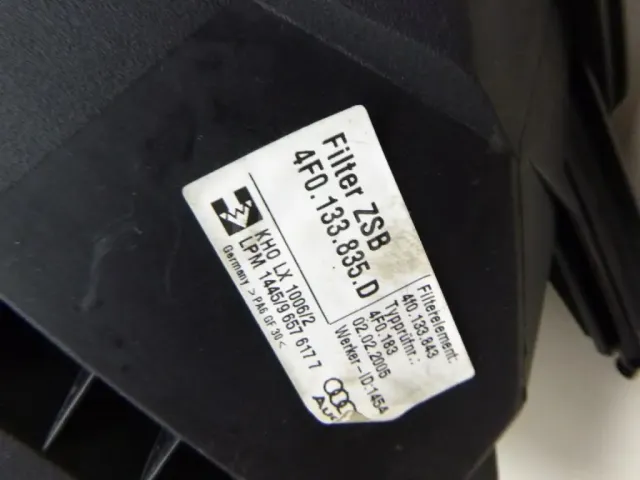 Filter ZSB
4F0.133.835.D
KHO LX 1006/2
LPM 1445/9 657 617 7
Germany >PA6 GF 30<
Filterelement:
4f0.133.843
Typprüfnr.:
4F0.183
02.02.2005
Werker-ID:1454
Audi